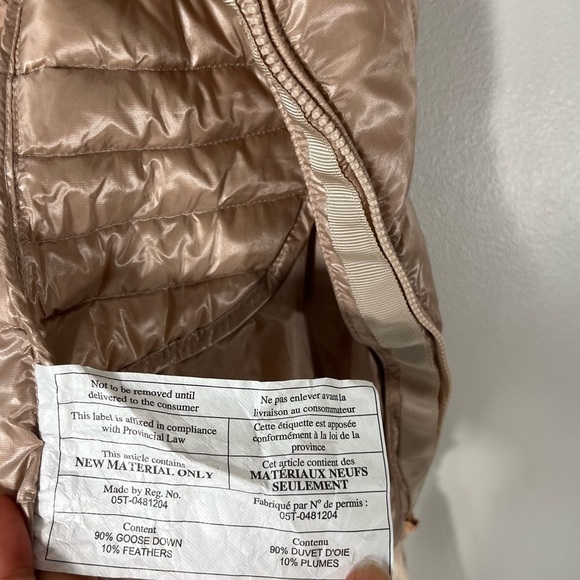 Not to be removed until
delivered to the consumer
This label is affixed in compliance
with Provincial Law
This article contains
NEW MATERIAL ONLY
Made by Reg. No.
05T-0481204
Content
90% GOOSE DOWN
10% FEATHERS
Ne pas enlever avant la
livraison au consommateur
Cette étiquette est apposée
conformément à la loi de la
province
Cet article contient des
MATÉRIAUX NEUFS
SEULEMENT
Fabriqué par N° de permis :
05T-0481204
Contenu
90% DUVET D'OIE
10% PLUMES